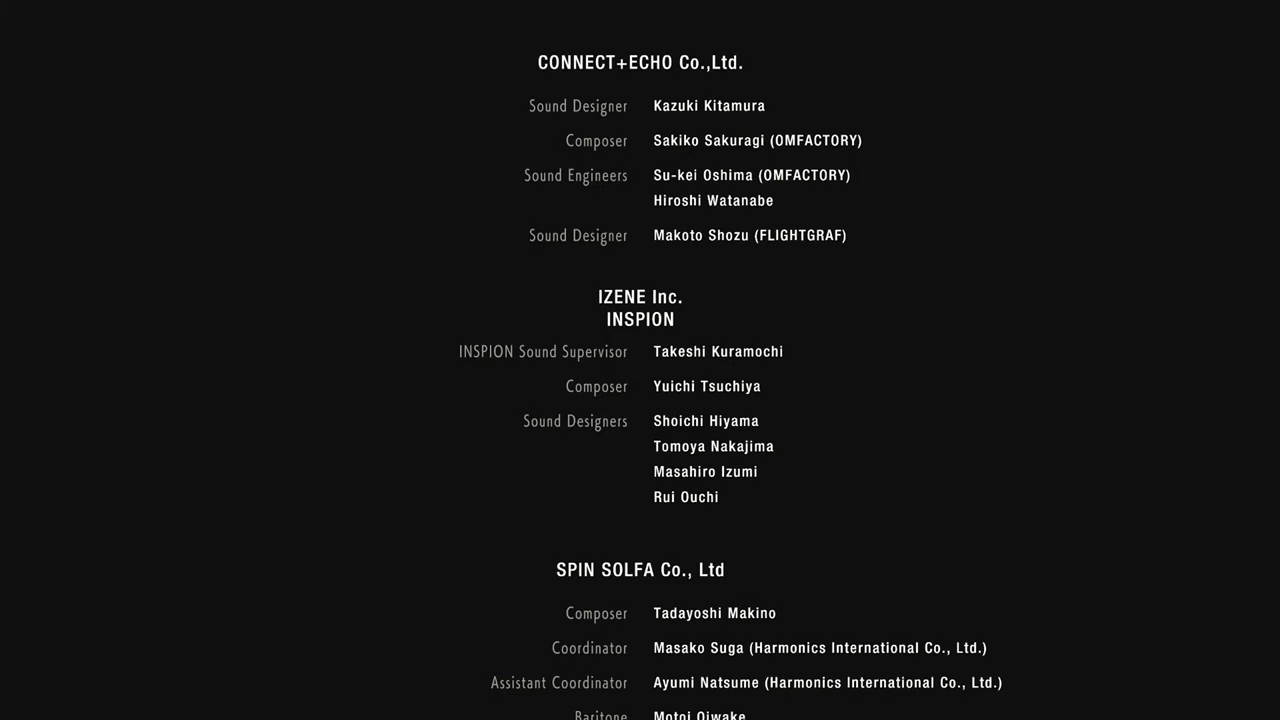 CONNECT+ECHO Co.,Ltd.
Sound Designer Kazuki Kitamura
Composer Sakiko Sakuragi (OMFACTORY)
Sound Engineers Su-kei Oshima (OMFACTORY)
Hiroshi Watanabe
Sound Designer Makoto Shozu (FLIGHTGRAF)
IZENE Inc.
INSPION
INSPION Sound Supervisor Takeshi Kuramochi
Composer Yuichi Tsuchiya
Sound Designers Shoichi Hiyama
Tomoya Nakajima
Masahiro Izumi
Rui Ouchi
SPIN SOLFA Co., Ltd
Composer Tadayoshi Makino
Coordinator Masako Suga (Harmonics International Co., Ltd.)
Assistant Coordinator Ayumi Natsume (Harmonics International Co., Ltd.)
Baritone Motoi Oiwake